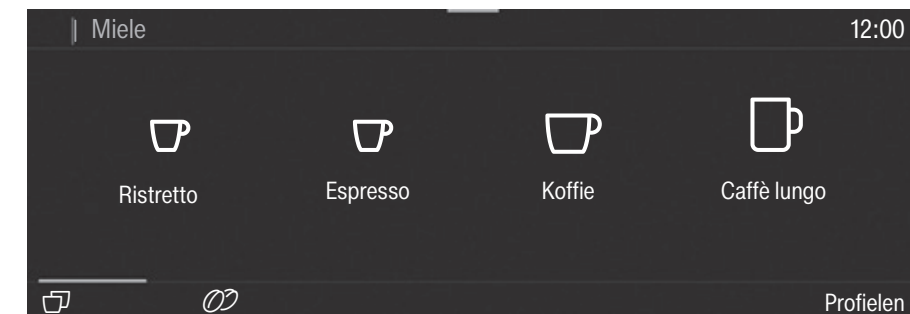 Miele
12:00
Ristretto
Espresso
Koffie
Caffè lungo
Profielen